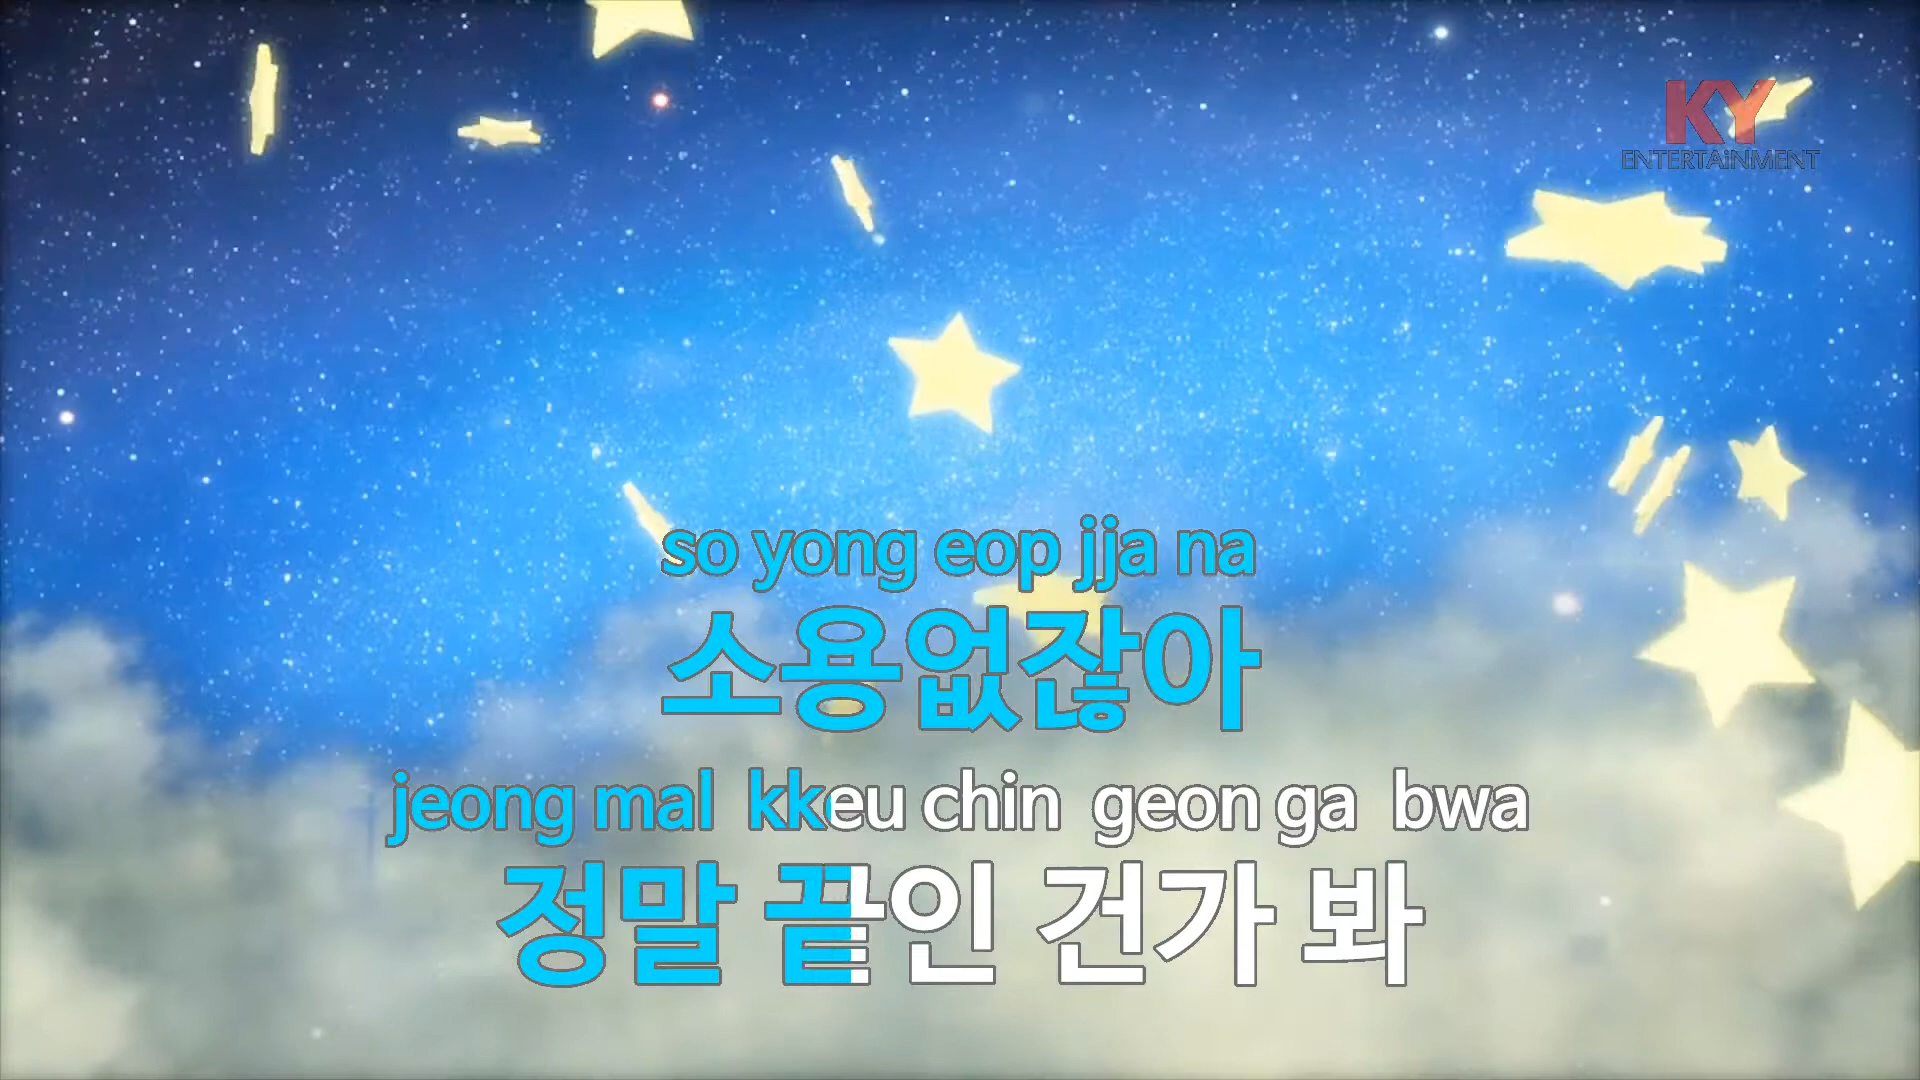 KY
ENTERTAiNMENT
so yong eop jja na
소용없잖아
jeong mal kkeu chin geon ga bwa
정말 끝인 건가 봐